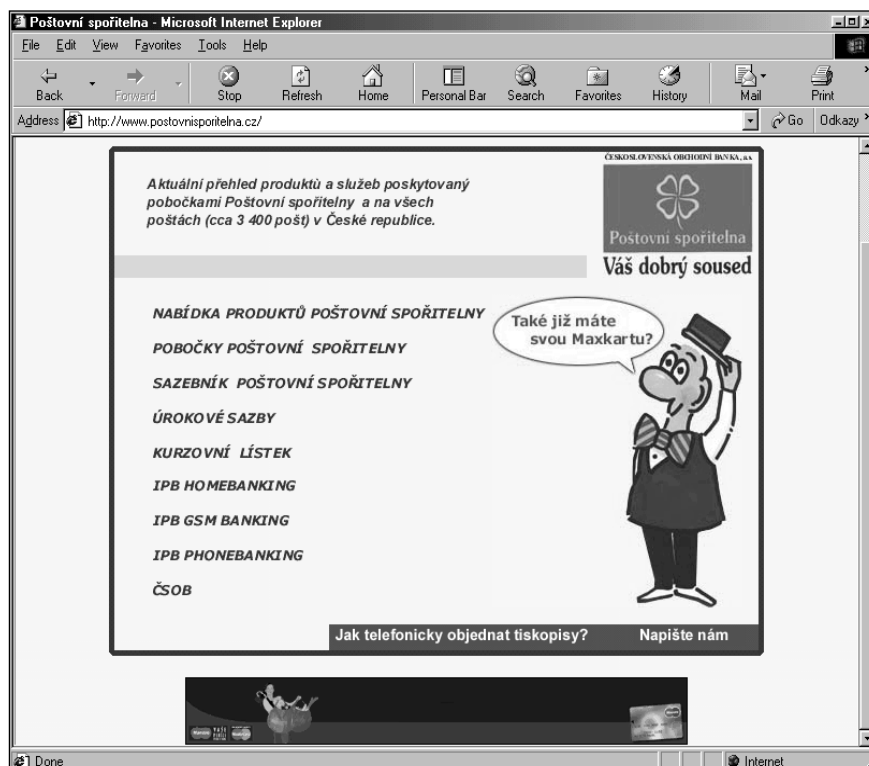 Poštovní spořitelna - Microsoft Internet Explorer
File Edit View Favorites Tools Help
Back Forward Stop Refresh Home Personal Bar Search Favorites History Mail Print
Address http://www.postovnisporitelna.cz/ Go Odkazy
ČESKOSLOVENSKÁ OBCHODNÍ BANKA, a.s.
Aktuální přehled produktù a služeb poskytovaný
pobočkami Poštovní spořitelny a na všech
poštách (cca 3 400 pošt) v České republice.
Poštovní spořitelna
Váš dobrý soused
NABÍDKA PRODUKTŮ POŠTOVNÍ SPOŘITELNY
POBOČKY POŠTOVNÍ SPOŘITELNY
SAZEBNÍK POŠTOVNÍ SPOŘITELNY
ÚROKOVÉ SAZBY
KURZOVNÍ LÍSTEK
IPB HOMEBANKING
IPB GSM BANKING
IPB PHONEBANKING
ČSOB
Také již máte
svou Maxkartu?
Jak telefonicky objednat tiskopisy? Napište nám
Done Internet